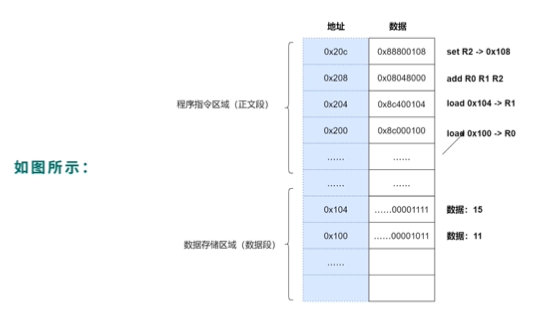 地址 数据
0x20c 0x88800108 set R2 -> 0x108
0x208 0x08048000 add R0 R1 R2
程序指令区域（正文段） 0x204 0x8c400104 load 0x104 -> R1
0x200 0x8c000100 load 0x100 -> R0
...... ......
如图所示：
...... ......
0x104 ......00001111 数据：15
0x100 ......00001011 数据：11
数据存储区域（数据段）
......